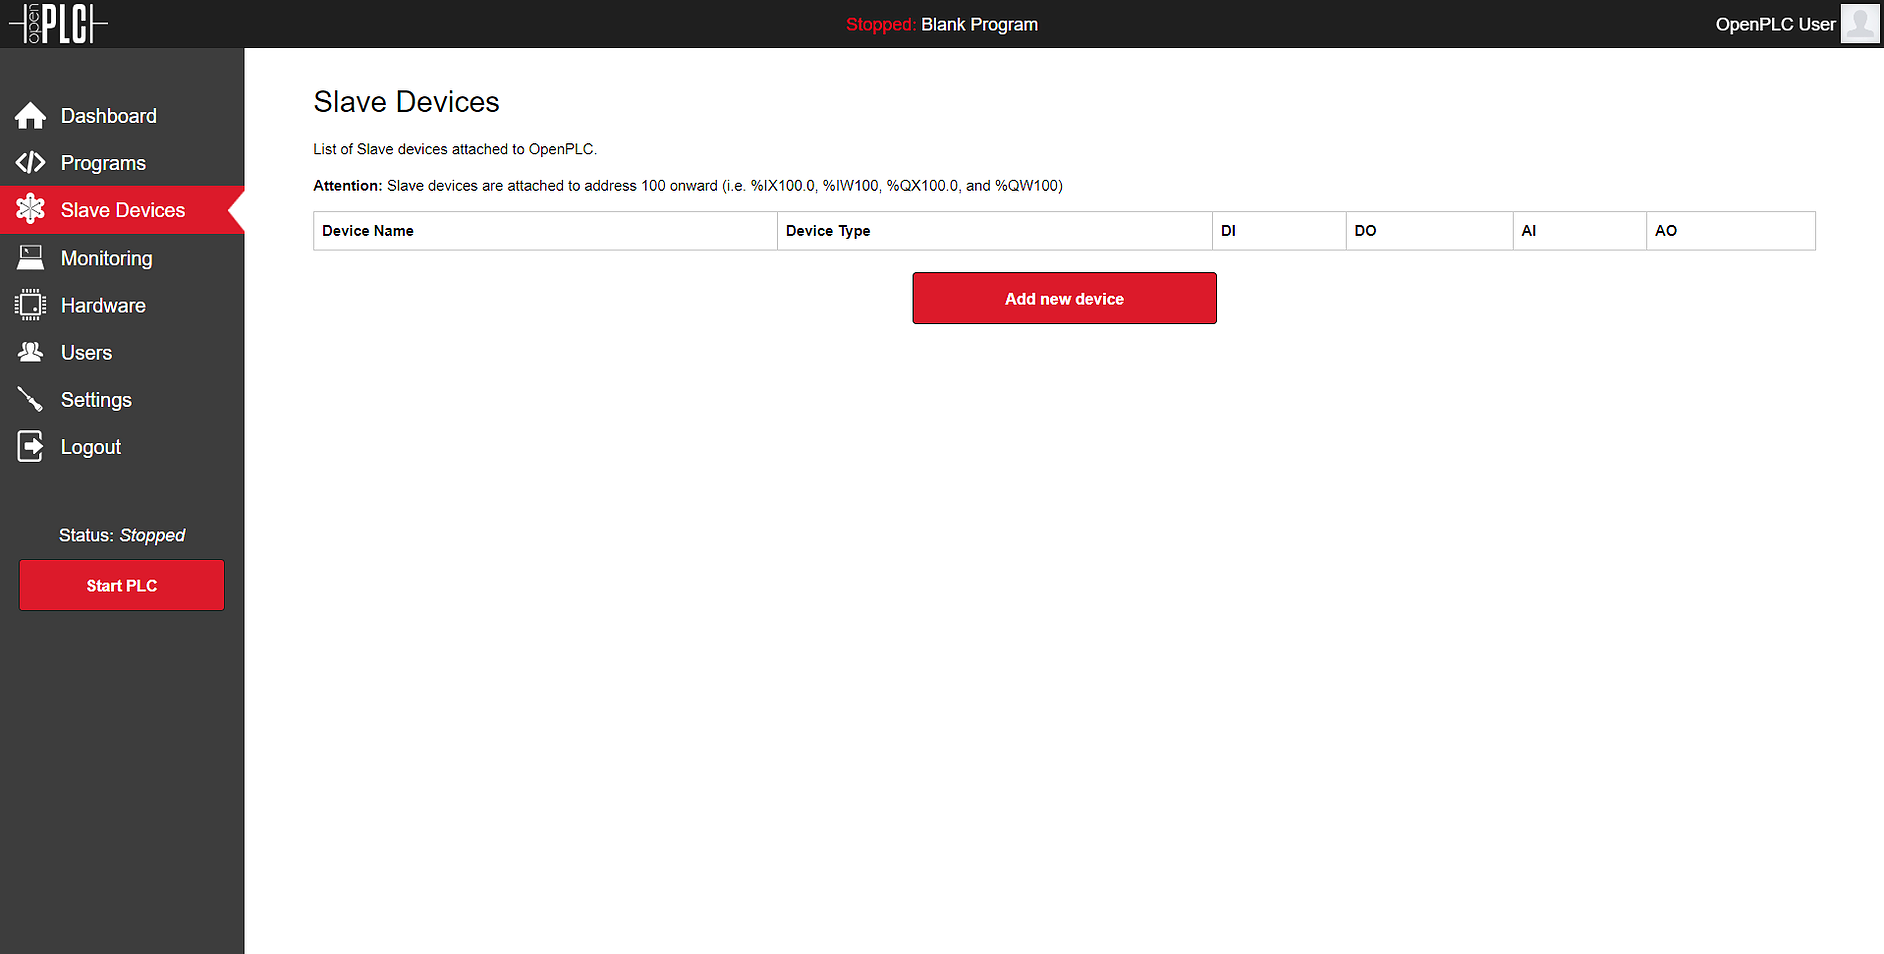 open PLC
Stopped: Blank Program
OpenPLC User
Dashboard
Programs
Slave Devices
Monitoring
Hardware
Users
Settings
Logout
Status: Stopped
Start PLC
Slave Devices
List of Slave devices attached to OpenPLC.
Attention: Slave devices are attached to address 100 onward (i.e. %IX100.0, %IW100, %QX100.0, and %QW100)
Device Name Device Type DI DO AI AO
Add new device